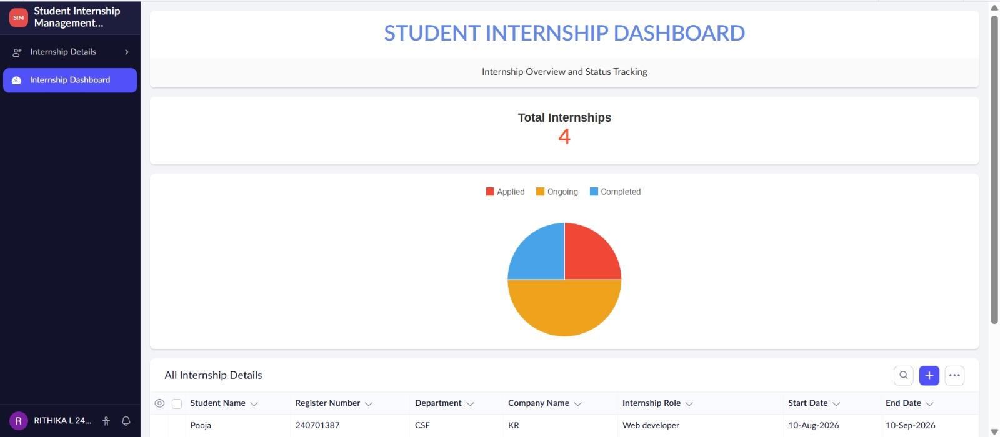 SIM
Student Internship
Management...
Internship Details
Internship Dashboard
STUDENT INTERNSHIP DASHBOARD
Internship Overview and Status Tracking
Total Internships
4
Applied Ongoing Completed
All Internship Details
Student Name Register Number Department Company Name Internship Role Start Date End Date
Pooja 240701387 CSE KR Web developer 10-Aug-2026 10-Sep-2026
R RITHIKA L 24...